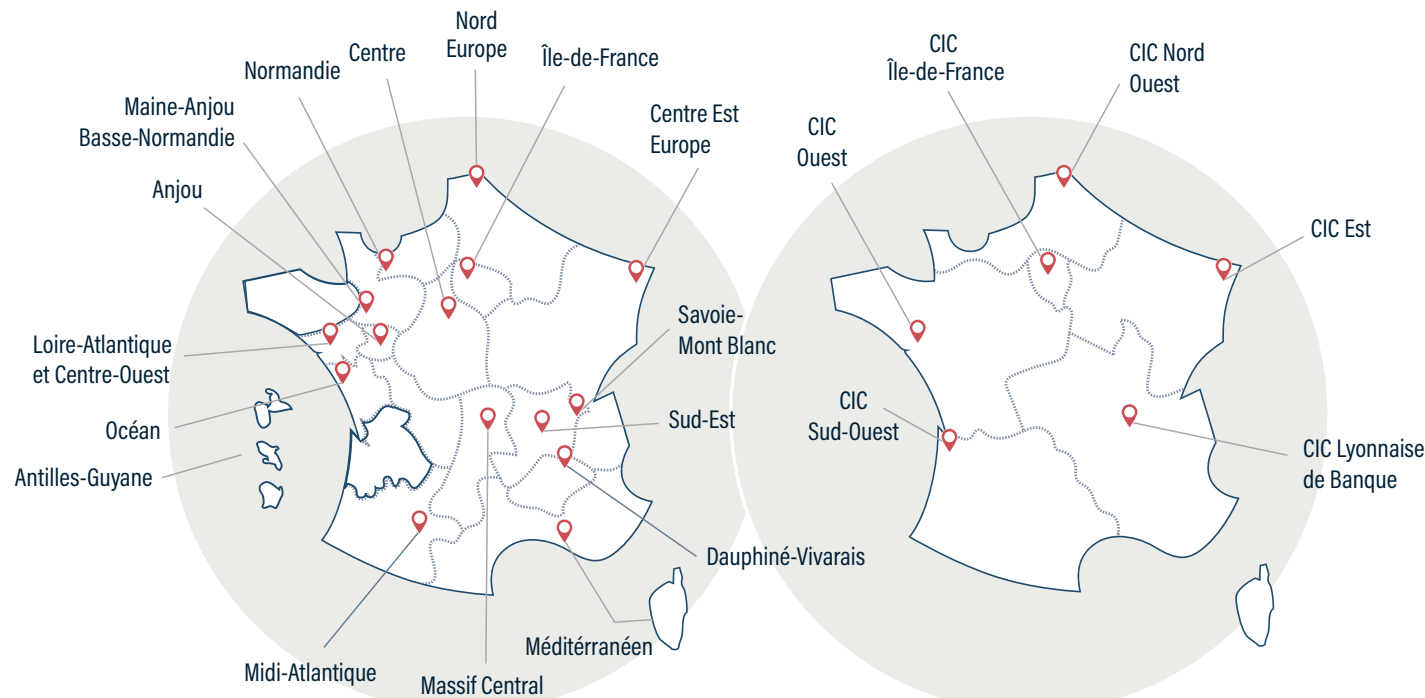 Nord
Europe
Centre
Île-de-France
Normandie
Maine-Anjou
Basse-Normandie
Centre Est
Europe
Anjou
Savoie-
Mont Blanc
Loire-Atlantique
et Centre-Ouest
Sud-Est
Océan
Antilles-Guyane
Dauphiné-Vivarais
Méditérranéen
Midi-Atlantique
Massif Central
CIC
Île-de-France
CIC Nord
Ouest
CIC
Ouest
CIC Est
CIC
Sud-Ouest
CIC Lyonnaise
de Banque